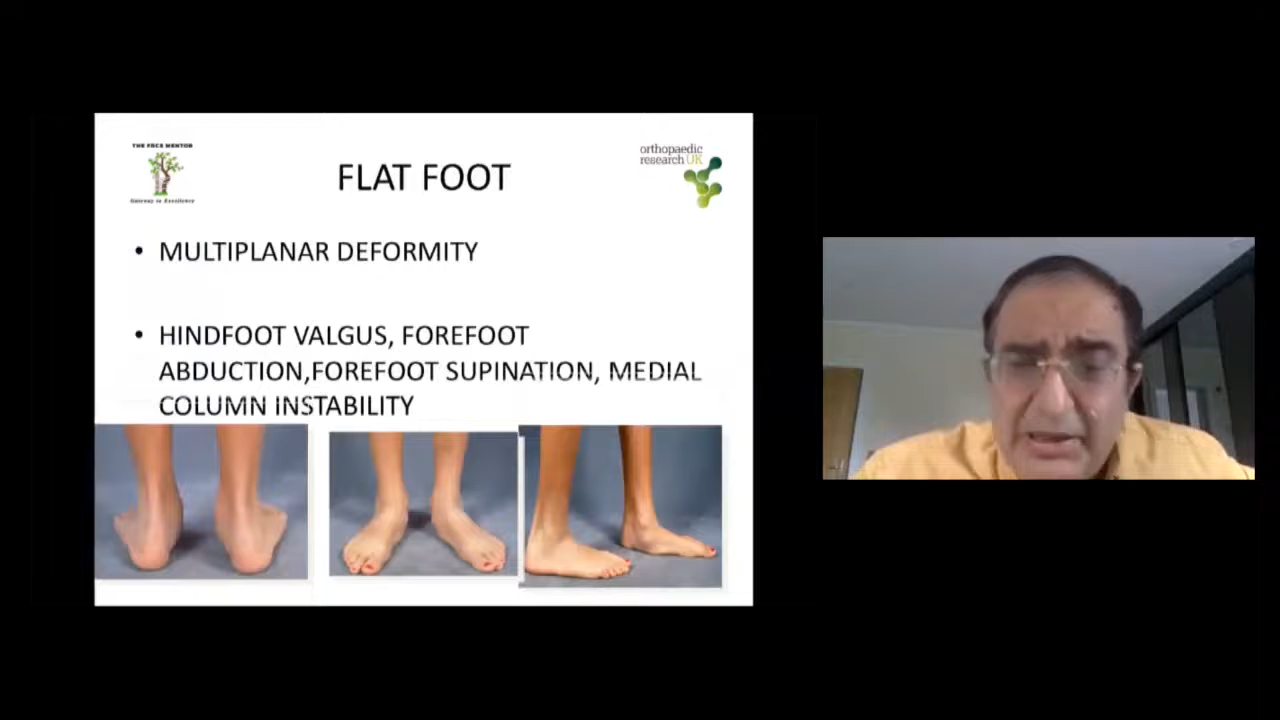 THE FRCS MENTOR
Gateway to Excellence
orthopaedic
research UK
FLAT FOOT
• MULTIPLANAR DEFORMITY
• HINDFOOT VALGUS, FOREFOOT
ABDUCTION,FOREFOOT SUPINATION, MEDIAL
COLUMN INSTABILITY